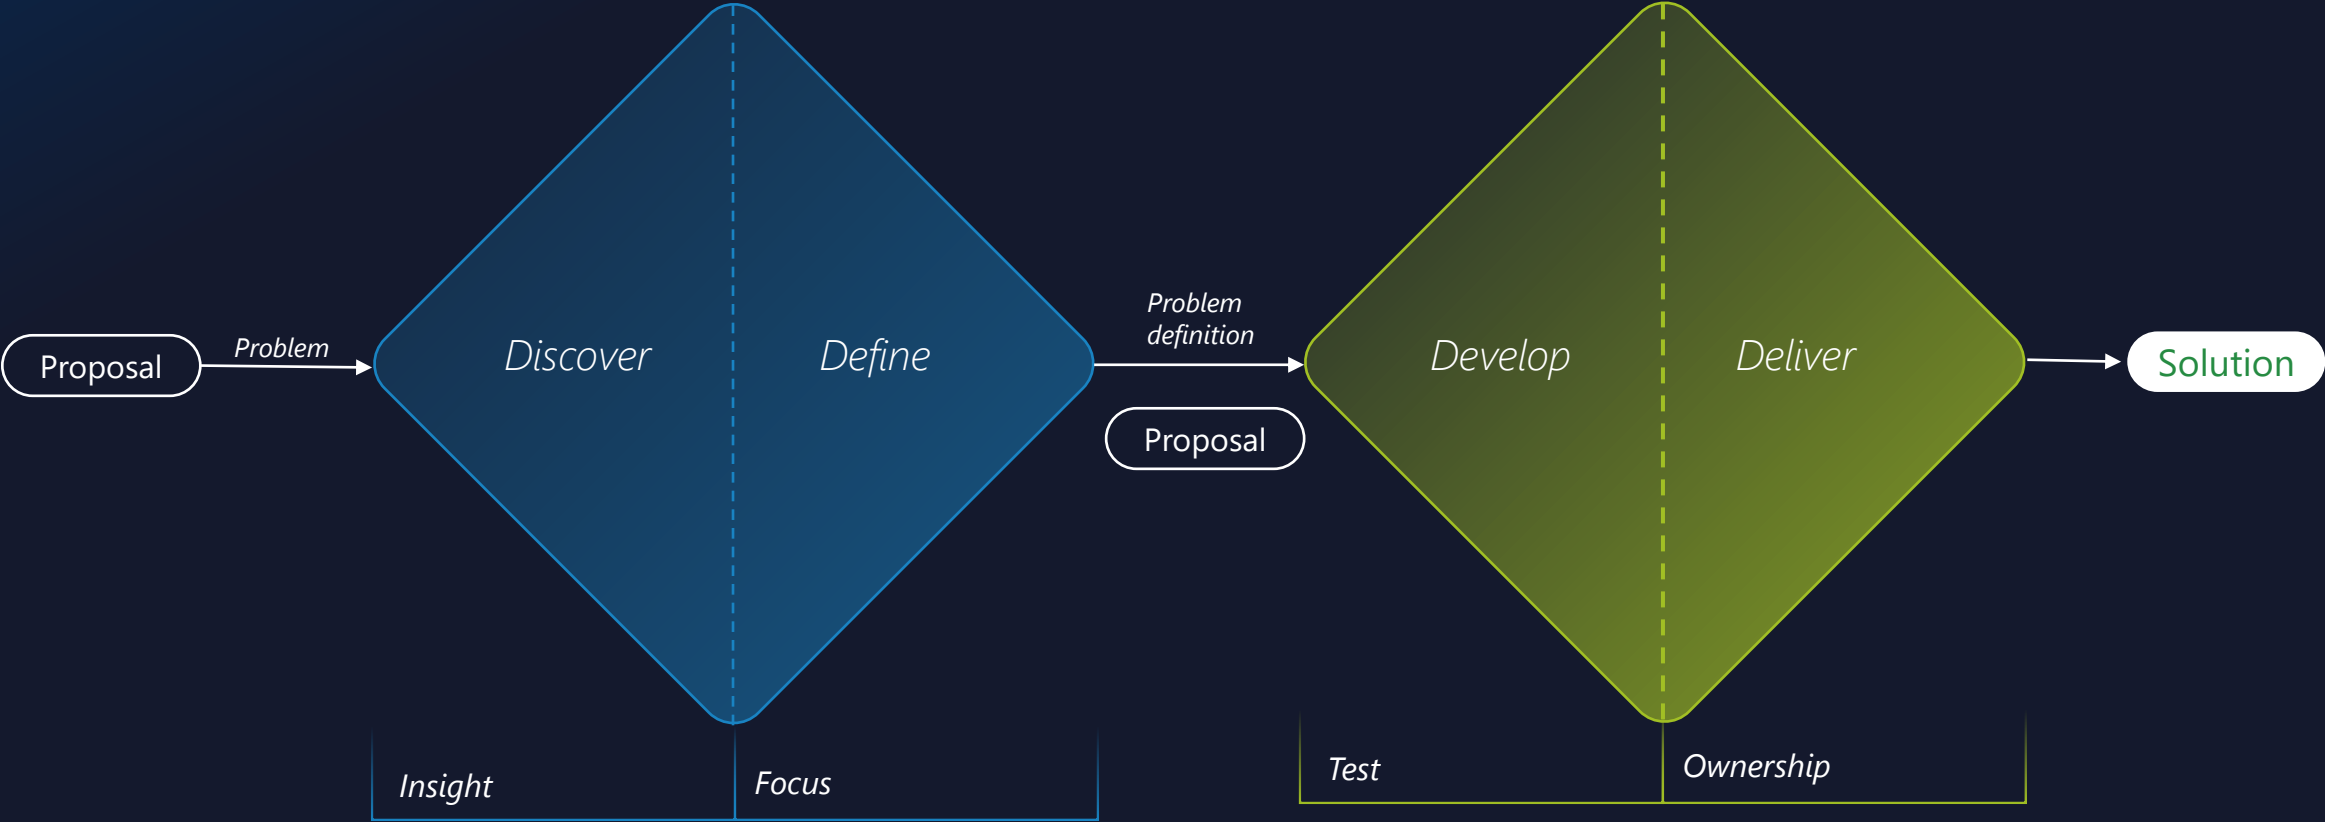 Proposal
Problem
Discover
Define
Problem
definition
Proposal
Develop
Deliver
Solution
Insight
Focus
Test
Ownership